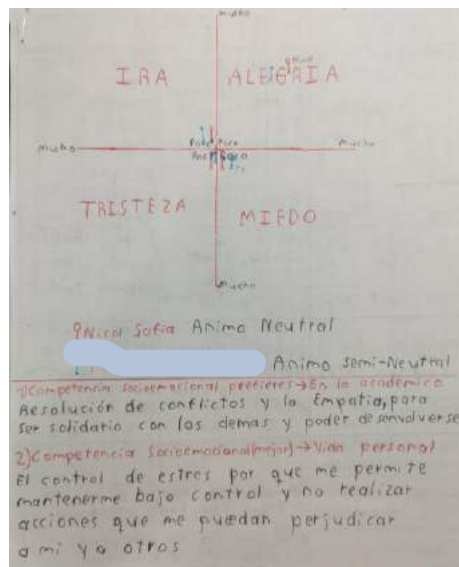 mucho
IRA ALEGRIA
Mucho Poco Poco Mucho
Poco Poco
TRISTEZA MIEDO
Mucho
Nicol Sofia Animo Neutral
Animo semi-Neutral
1)Competencia socioemocional prefieres→En lo academico
Resolución de conflictos y la Empatia, para
ser solidario con los demas y poder desenvolverse
2)Competencia Socioemocional(mejor)→Vida personal
El control de estres por que me permite
mantenerme bajo control y no realizar
acciones que me puedan perjudicar
a mi y a otros